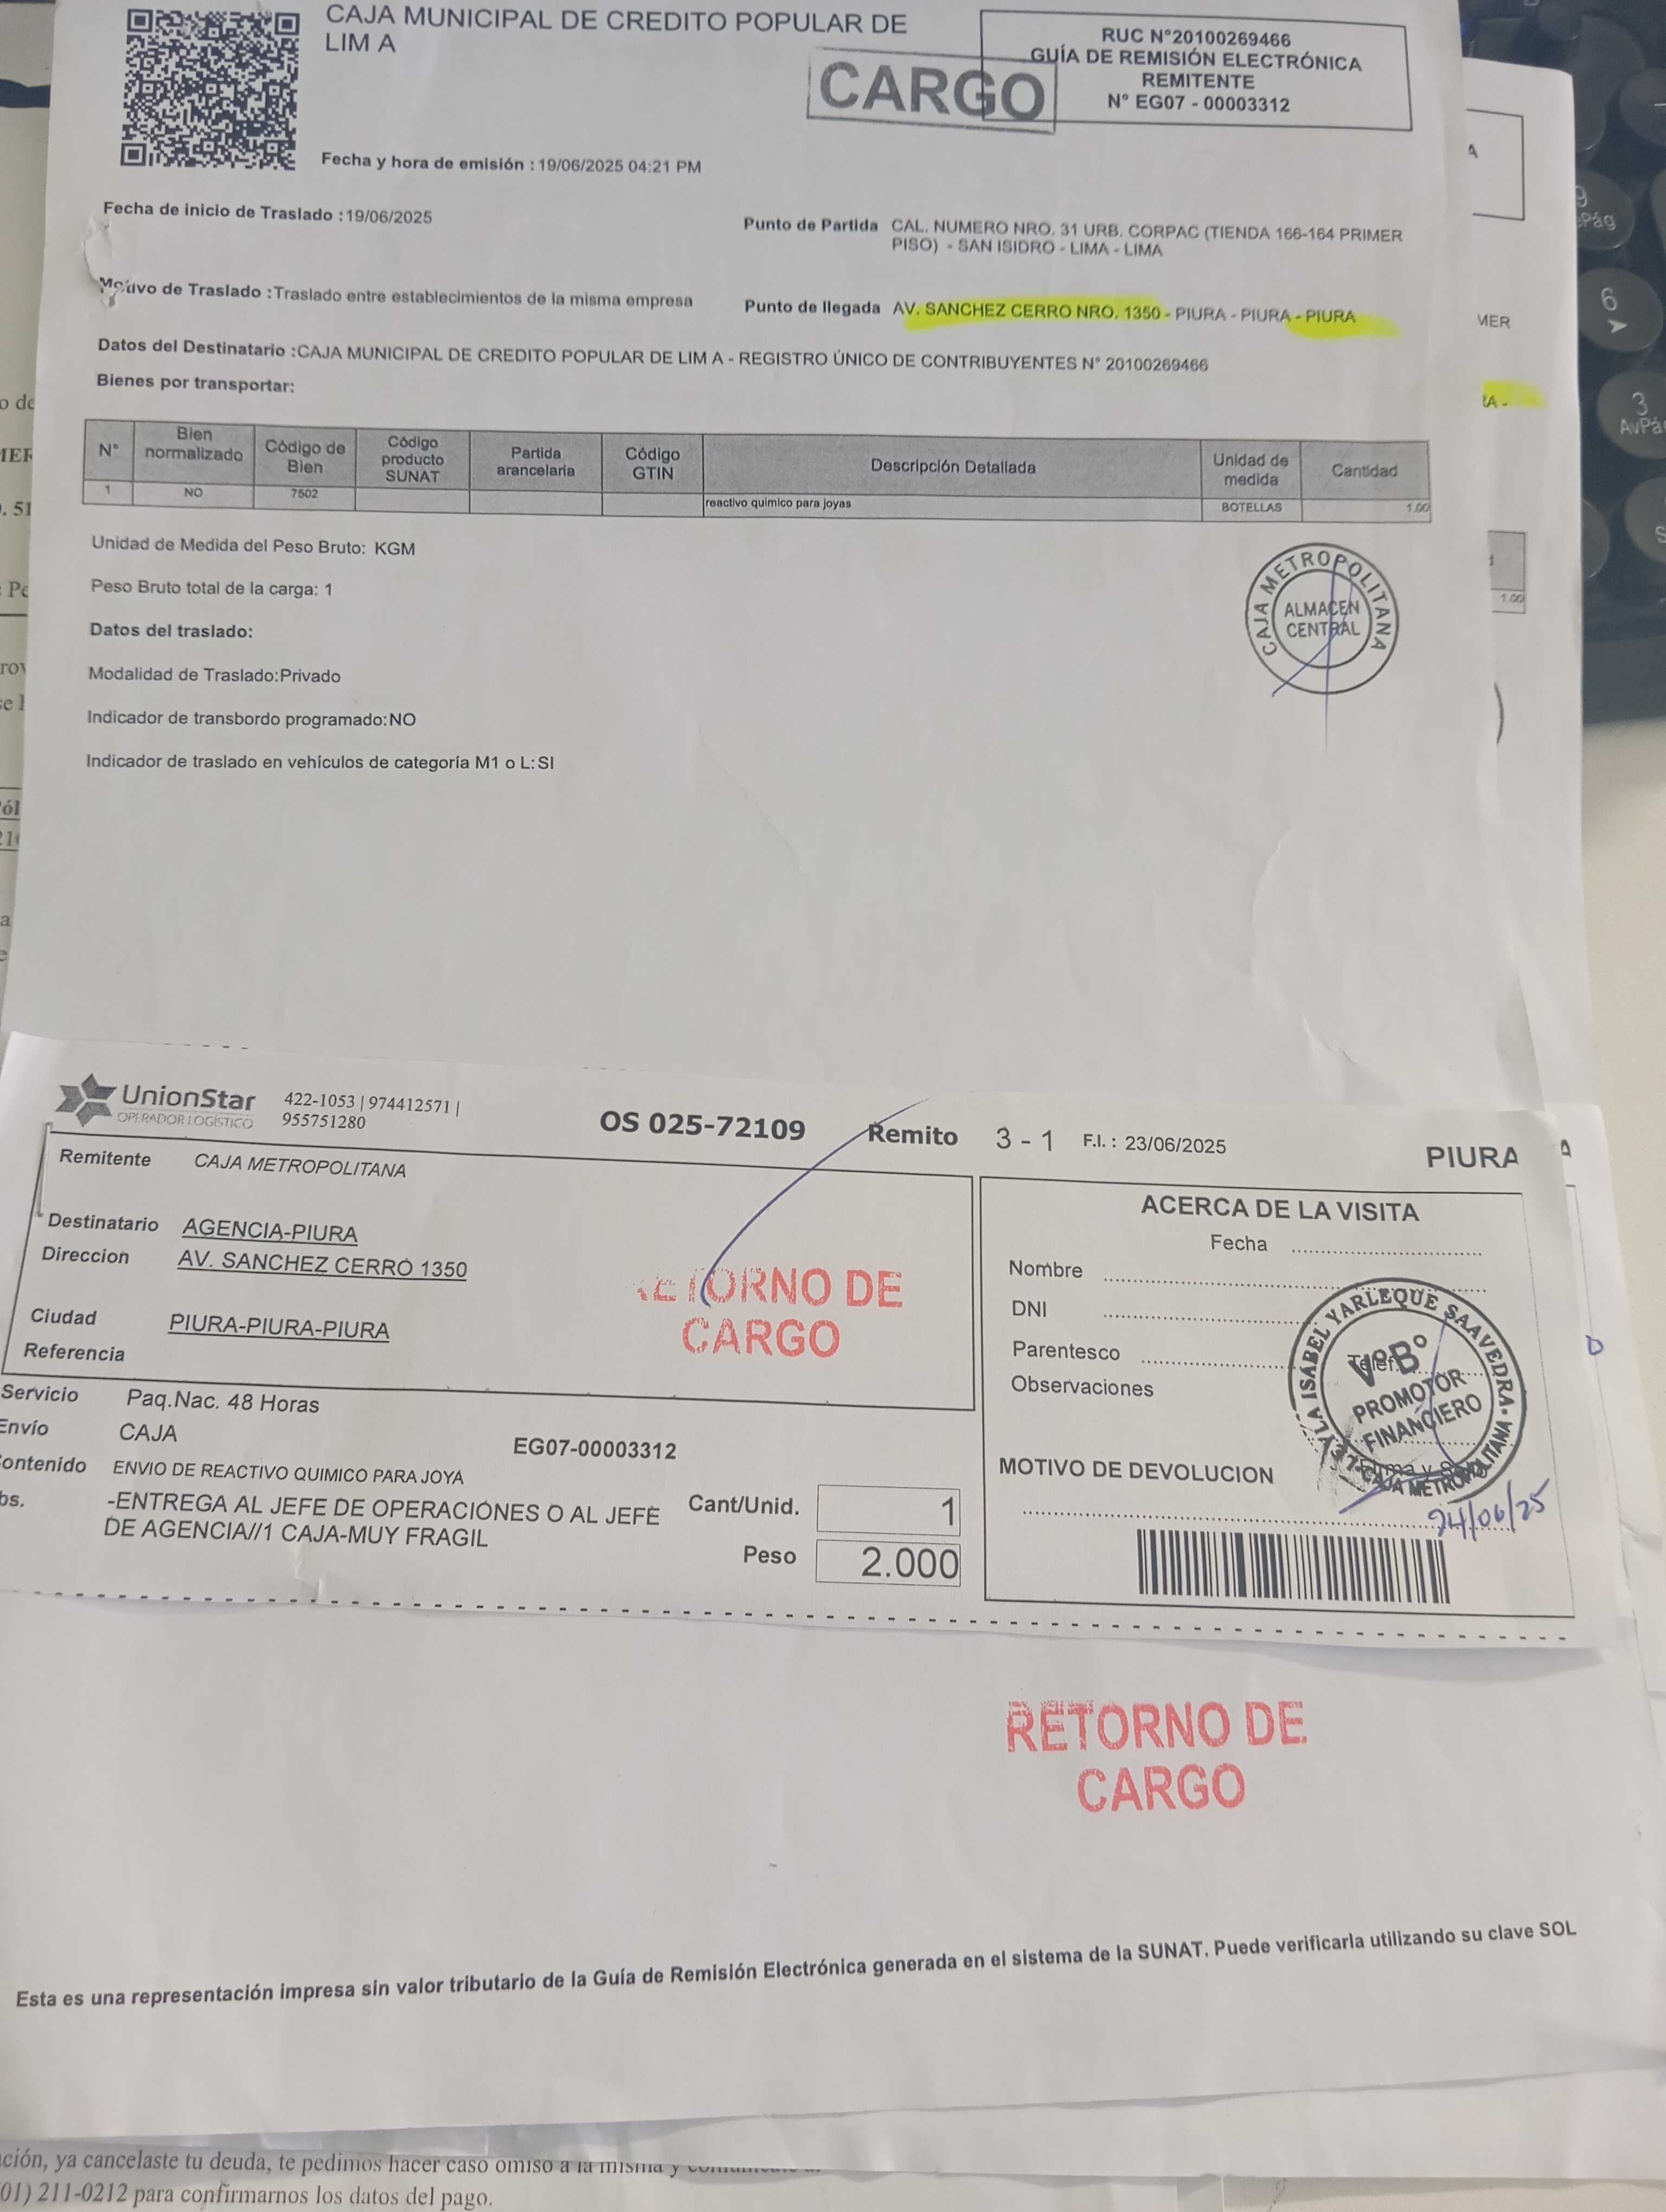 CAJA MUNICIPAL DE CREDITO POPULAR DE
LIM A
CARGO
RUC N°20100269466
GUÍA DE REMISIÓN ELECTRÓNICA
REMITENTE
N° EG07 - 00003312
Fecha y hora de emisión : 19/06/2025 04:21 PM
Fecha de inicio de Traslado :19/06/2025
Punto de Partida CAL. NUMERO NRO. 31 URB. CORPAC (TIENDA 166-164 PRIMER
PISO) - SAN ISIDRO - LIMA - LIMA
Motivo de Traslado :Traslado entre establecimientos de la misma empresa
Punto de llegada AV. SANCHEZ CERRO NRO. 1350 - PIURA - PIURA - PIURA
Datos del Destinatario :CAJA MUNICIPAL DE CREDITO POPULAR DE LIM A - REGISTRO ÚNICO DE CONTRIBUYENTES N° 20100269466
Bienes por transportar:
N° Bien normalizado Código de Bien Código producto SUNAT Partida arancelaria Código GTIN Descripción Detallada Unidad de medida Cantidad
1 NO 7502 reactivo quimico para joyas BOTELLAS 1.00
Unidad de Medida del Peso Bruto: KGM
Peso Bruto total de la carga: 1
Datos del traslado:
Modalidad de Traslado:Privado
Indicador de transbordo programado:NO
Indicador de traslado en vehículos de categoría M1 o L:SI
CAJA METROPOLITANA
ALMACEN
CENTRAL
UnionStar
OPERADOR LOGÍSTICO
422-1053 | 974412571 |
955751280
OS 025-72109 Remito 3 - 1 F.I. : 23/06/2025 PIURA
Remitente CAJA METROPOLITANA
Destinatario AGENCIA-PIURA
Direccion AV. SANCHEZ CERRO 1350
Ciudad PIURA-PIURA-PIURA
Referencia
RETORNO DE
CARGO
Servicio Paq.Nac. 48 Horas
Envío CAJA
EG07-00003312
Contenido ENVIO DE REACTIVO QUIMICO PARA JOYA
-ENTREGA AL JEFE DE OPERACIONES O AL JEFE
DE AGENCIA//1 CAJA-MUY FRAGIL
Cant/Unid. 1
Peso 2.000
ACERCA DE LA VISITA
Fecha
Nombre
DNI
Parentesco
Telef.
Observaciones
MOTIVO DE DEVOLUCION
ISABEL YARLEQUE SAAVEDRA
V°B°
PROMOTOR
FINANCIERO
CAJA METROPOLITANA
24/06/25
RETORNO DE
CARGO
Esta es una representación impresa sin valor tributario de la Guía de Remisión Electrónica generada en el sistema de la SUNAT. Puede verificarla utilizando su clave SOL
ción, ya cancelaste tu deuda, te pedimos hacer caso omiso a la misma y
01) 211-0212 para confirmarnos los datos del pago.
MER
1.00
6
3
AvPá